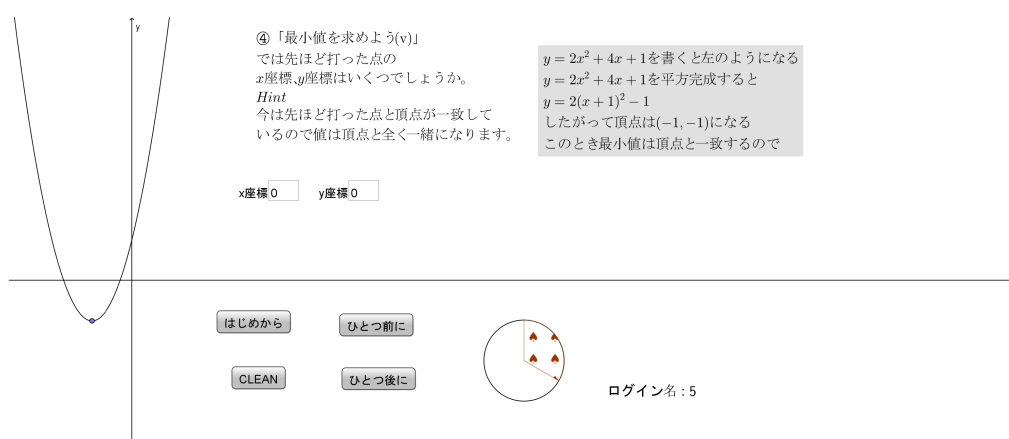 y
④「最小値を求めよう(v)」
では先ほど打った点の
x座標､y座標はいくつでしょうか。
Hint
今は先ほど打った点と頂点が一致して
いるので値は頂点と全く一緒になります。
y = 2x² + 4x + 1を書くと左のようになる
y = 2x² + 4x + 1を平方完成すると
y = 2(x + 1)² − 1
したがって頂点は(−1, −1)になる
このとき最小値は頂点と一致するので
x座標 0 y座標 0
はじめから ひとつ前に
CLEAN ひとつ後に
ログイン名 : 5